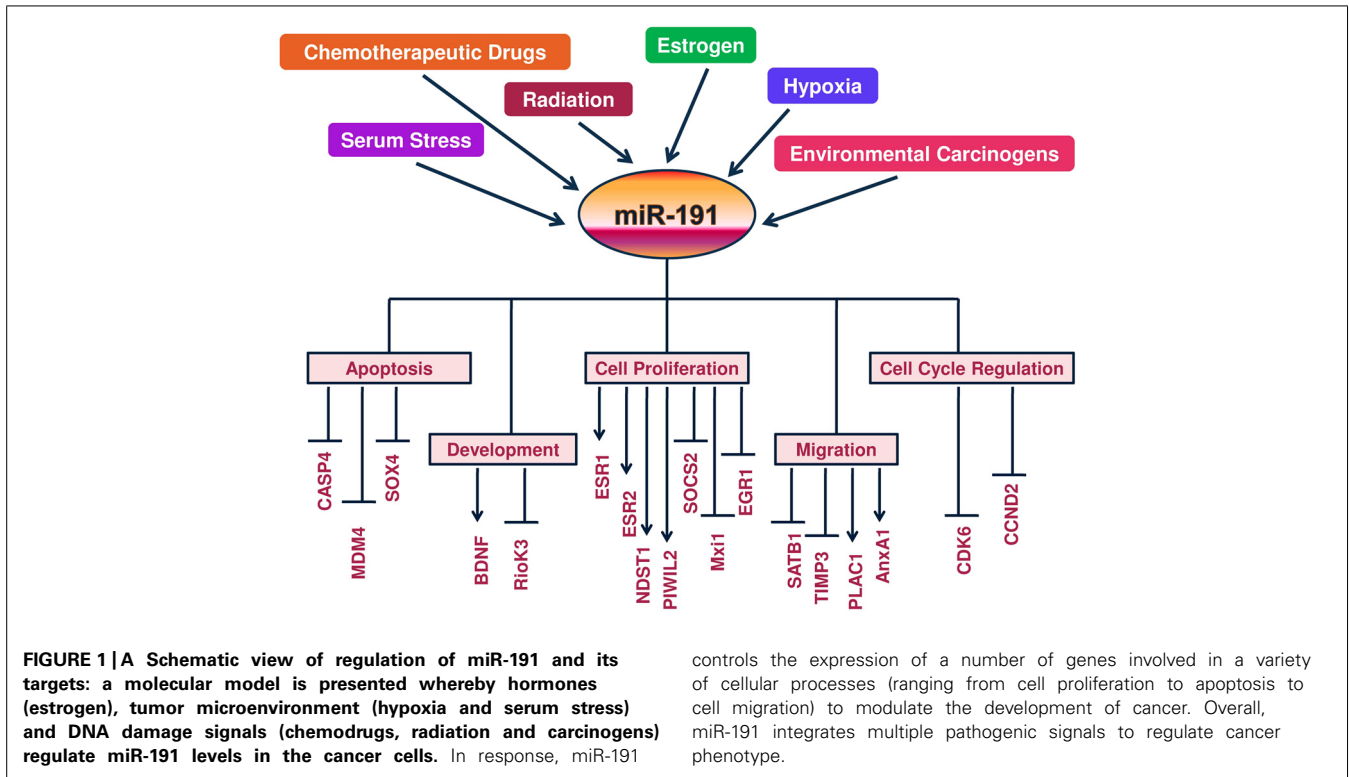 Estrogen
Chemotherapeutic Drugs
Hypoxia
Radiation
Serum Stress
Environmental Carcinogens
miR-191
Apoptosis
Cell Proliferation
Cell Cycle Regulation
Development
Migration
CASP4
MDM4
SOX4
BDNF
RioK3
ESR1
ESR2
NDST1
PIWIL2
SOCS2
Mxi1
EGR1
SATB1
TIMP3
PLAC1
AnxA1
CDK6
CCND2
FIGURE 1 | A Schematic view of regulation of miR-191 and its
targets: a molecular model is presented whereby hormones
(estrogen), tumor microenvironment (hypoxia and serum stress)
and DNA damage signals (chemodrugs, radiation and carcinogens)
regulate miR-191 levels in the cancer cells. In response, miR-191
controls the expression of a number of genes involved in a variety
of cellular processes (ranging from cell proliferation to apoptosis to
cell migration) to modulate the development of cancer. Overall,
miR-191 integrates multiple pathogenic signals to regulate cancer
phenotype.